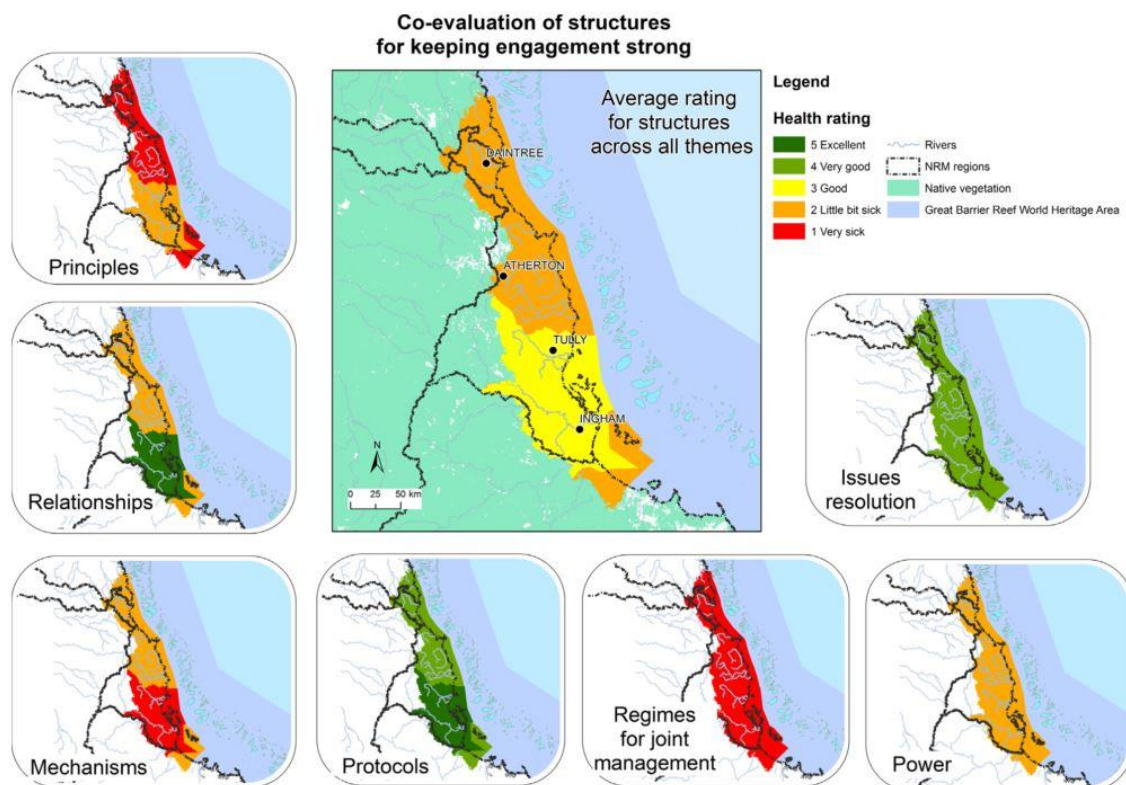 Co-evaluation of structures
for keeping engagement strong
Principles
Average rating
for structures
across all themes
DAINTREE
ATHERTON
TULLY
INGHAM
N
0 25 50 km
Legend
Health rating
5 Excellent
4 Very good
3 Good
2 Little bit sick
1 Very sick
Rivers
NRM regions
Native vegetation
Great Barrier Reef World Heritage Area
Relationships
Issues
resolution
Mechanisms
Protocols
Regimes
for joint
management
Power